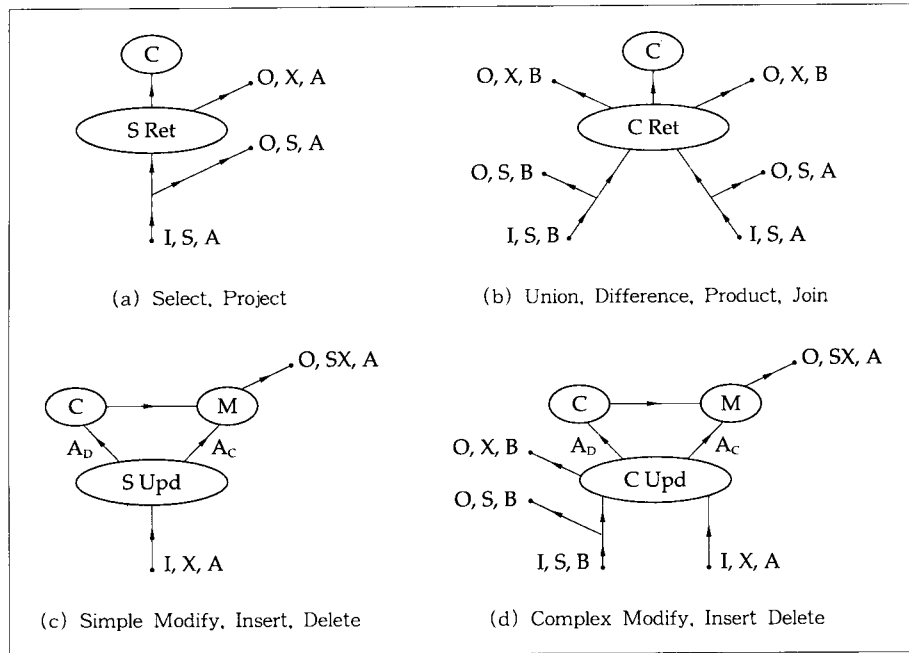 C
O, X, A
S Ret
O, S, A
I, S, A
(a) Select, Project
C
O, X, B
O, X, B
C Ret
O, S, B
O, S, A
I, S, B
I, S, A
(b) Union, Difference, Product, Join
O, SX, A
C
M
A_D
A_C
S Upd
I, X, A
(c) Simple Modify, Insert, Delete
O, SX, A
C
M
A_D
A_C
O, X, B
C Upd
O, S, B
I, S, B
I, X, A
(d) Complex Modify, Insert Delete